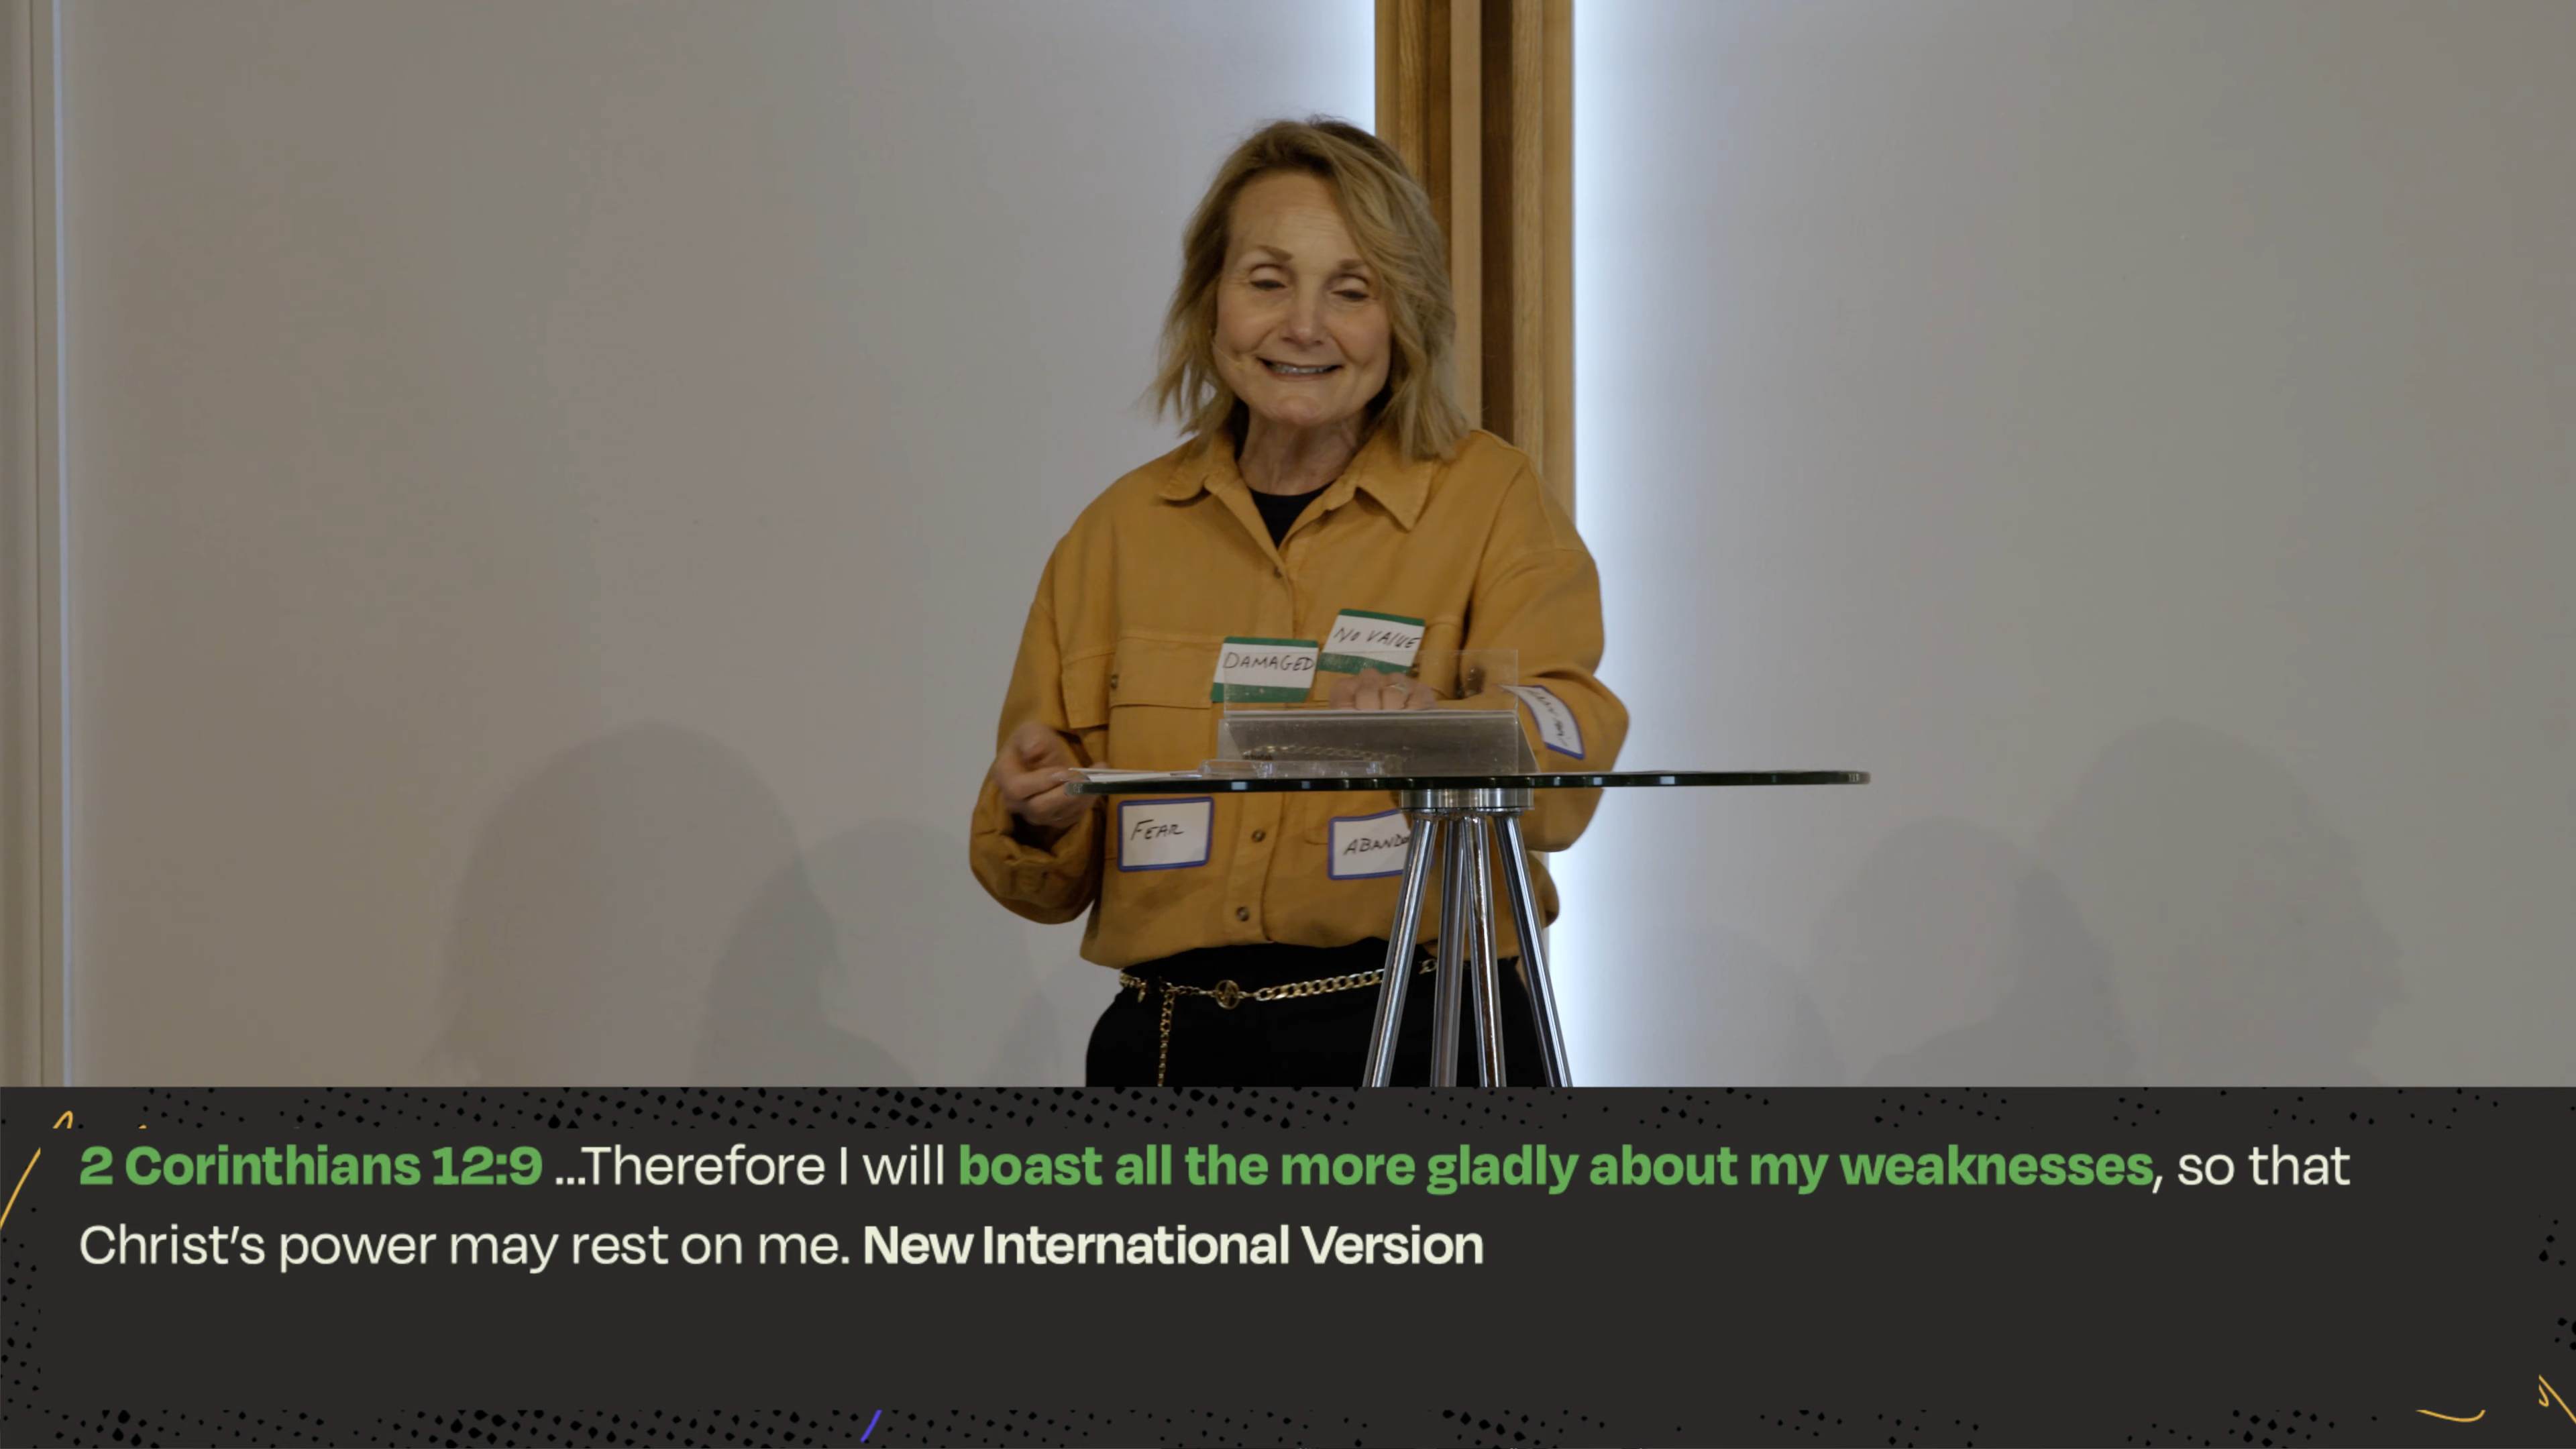 NO VALUE
DAMAGED
FEAR
2 Corinthians 12:9 ...Therefore I will boast all the more gladly about my weaknesses, so that
Christ's power may rest on me. New International Version